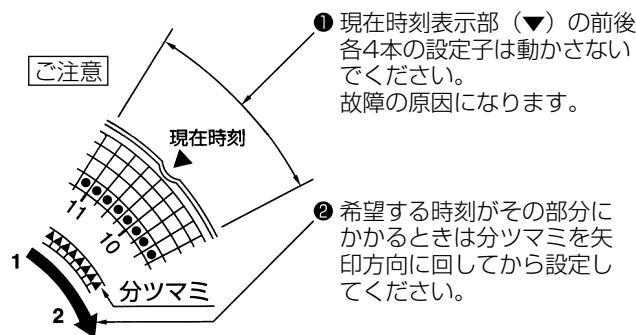 ご注意
❶ 現在時刻表示部（▼）の前後
各4本の設定子は動かさない
でください。
故障の原因になります。
現在時刻
11
10
1
2
分ツマミ
❷ 希望する時刻がその部分に
かかるときは分ツマミを矢
印方向に回してから設定し
てください。